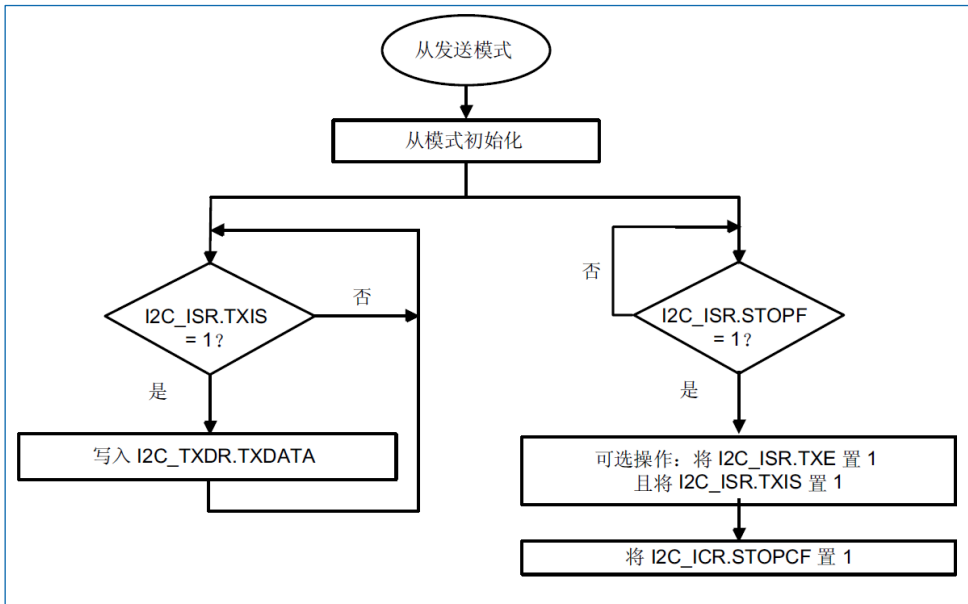 从发送模式
从模式初始化
否
I2C_ISR.TXIS
= 1?
是
写入 I2C_TXDR.TXDATA
否
I2C_ISR.STOPF
= 1?
是
可选操作：将 I2C_ISR.TXE 置 1
且将 I2C_ISR.TXIS 置 1
将 I2C_ICR.STOPCF 置 1